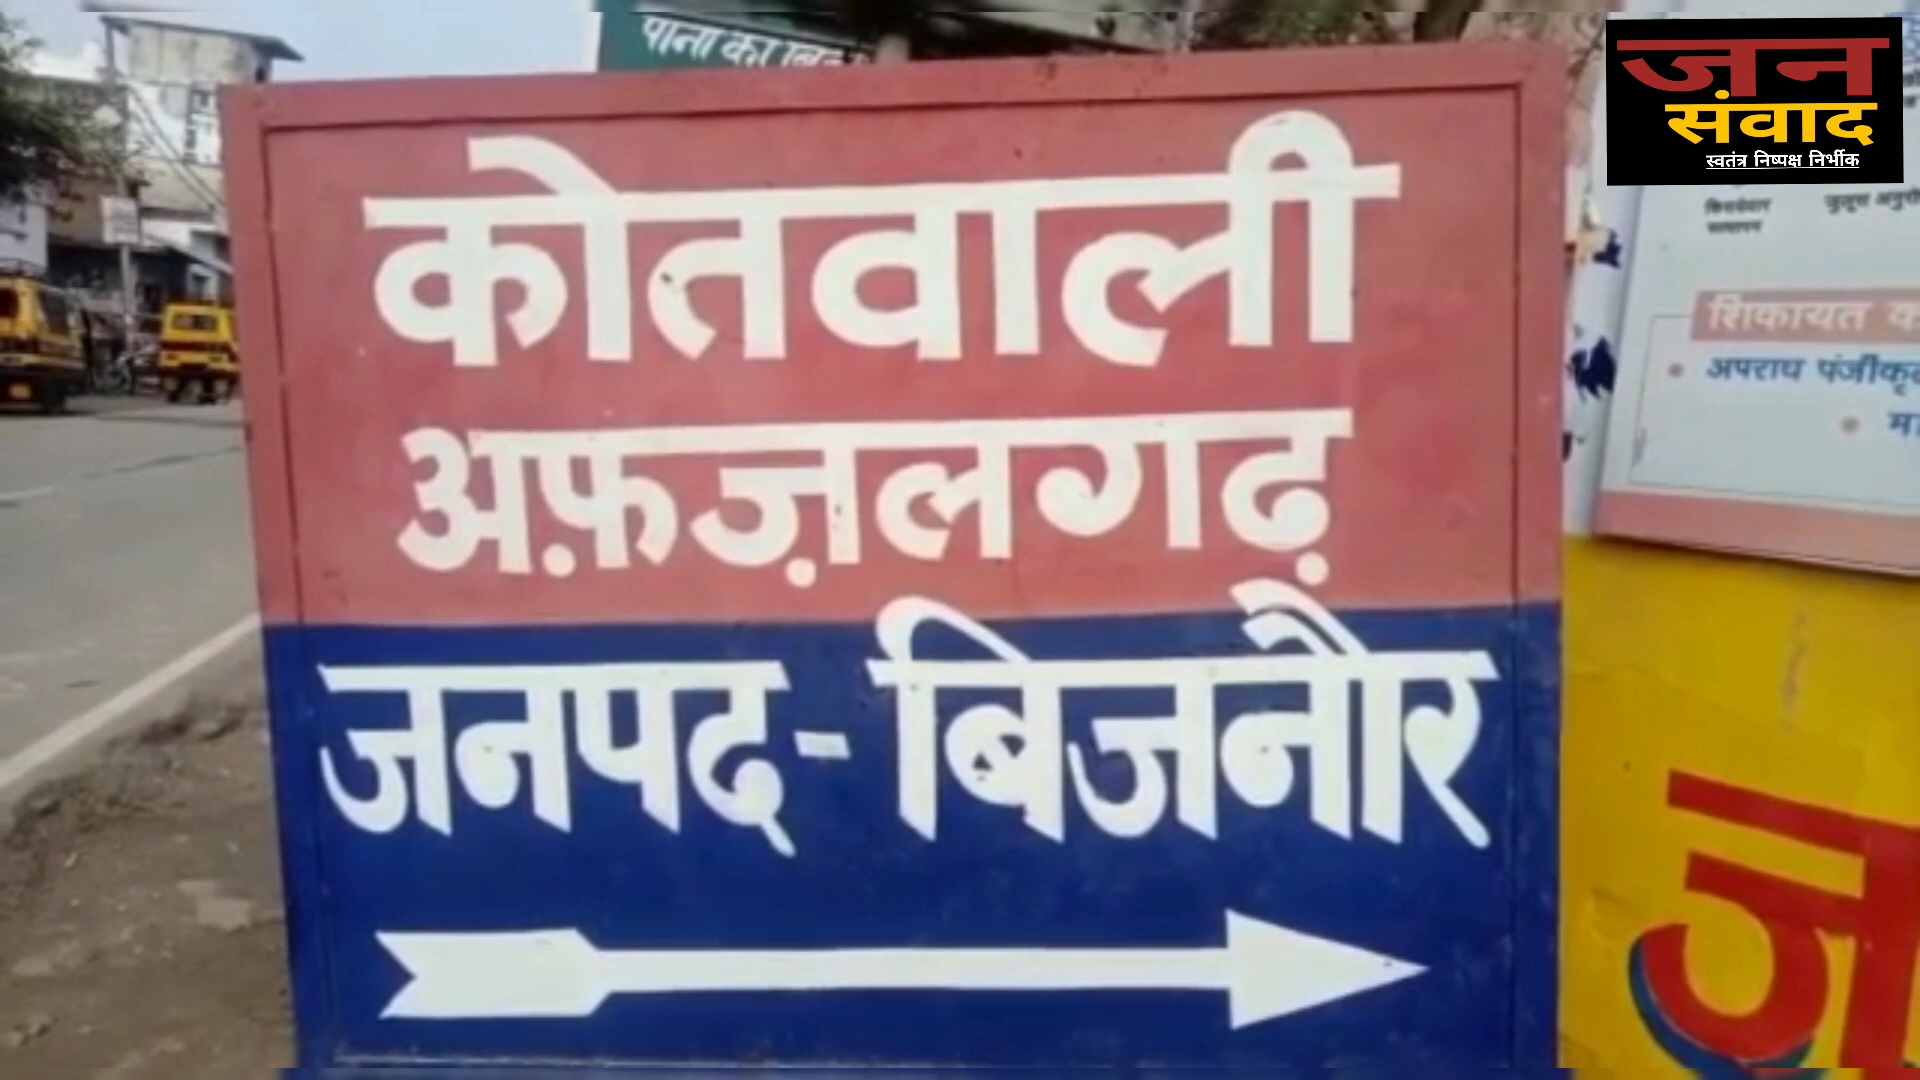 पानी का
जन
संवाद
स्वतंत्र निष्पक्ष निर्भीक
कोतवाली
अफ़ज़लगढ़
जनपद-बिजनौर
शिकायत
अपराध